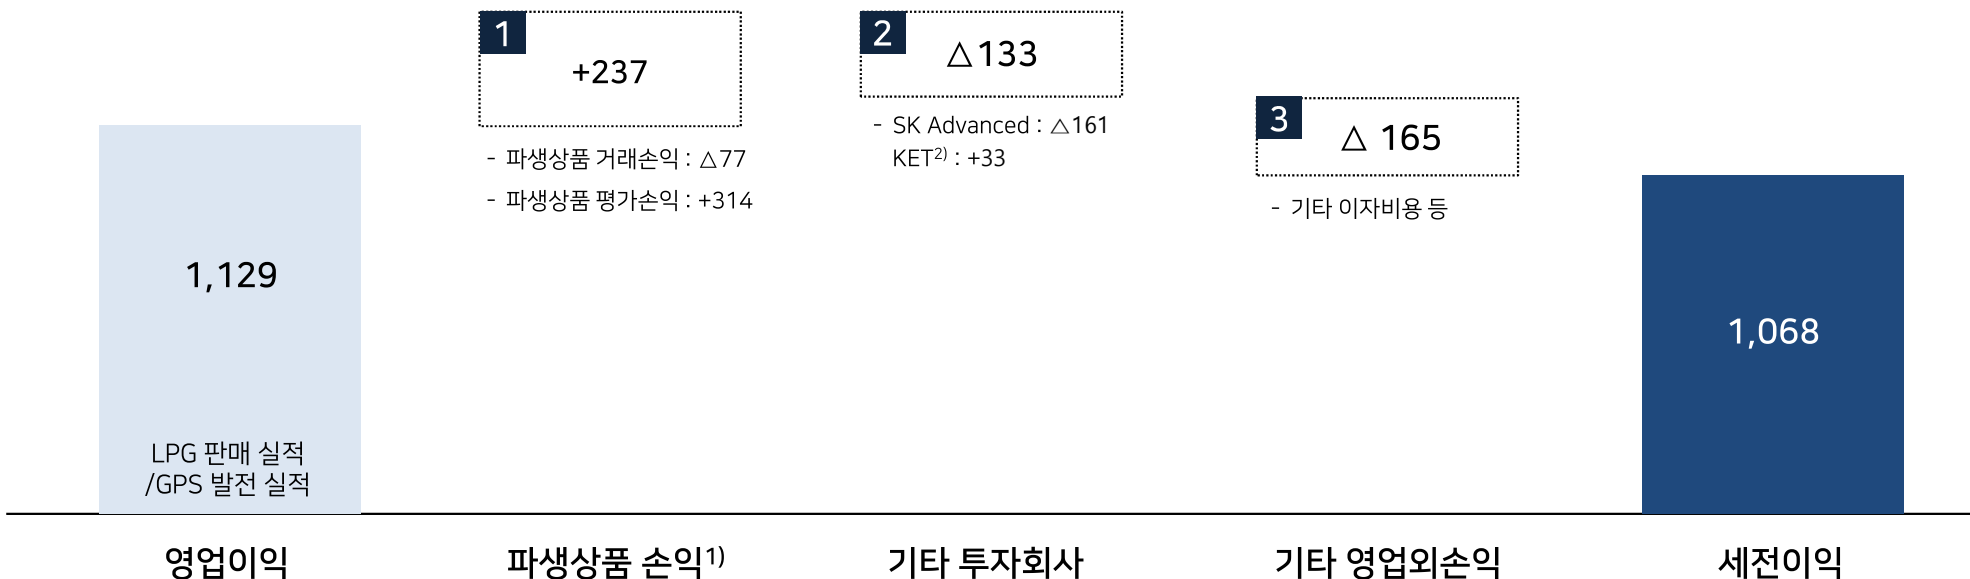 1
+237
- 파생상품 거래손익 : △77
- 파생상품 평가손익 : +314
2
△133
- SK Advanced : △161
KET2) : +33
3
△ 165
- 기타 이자비용 등
1,129
LPG 판매 실적
/GPS 발전 실적
1,068
영업이익
파생상품 손익1)
기타 투자회사
기타 영업외손익
세전이익